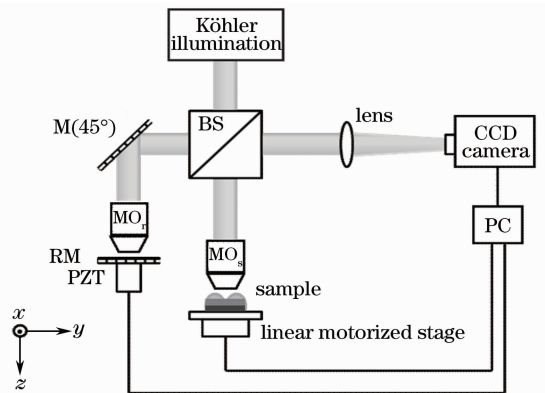 Köhler
illumination
M(45°)
BS
lens
CCD
camera
MOr
PC
RM
PZT
MOs
sample
linear motorized stage
x
y
z